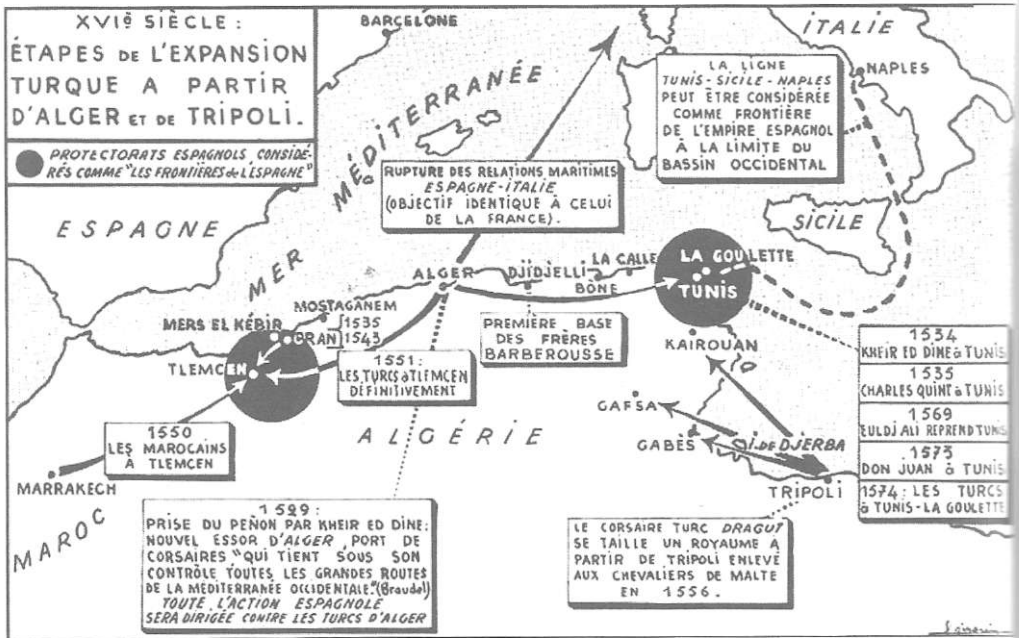 XVIe SIÈCLE :
ÉTAPES DE L'EXPANSION
TURQUE A PARTIR
D'ALGER ET DE TRIPOLI.
PROTECTORATS ESPAGNOLS CONSIDÉ-
RÉS COMME "LES FRONTIÈRES de L'ESPAGNE"
BARCELONE
MER MÉDITERRANÉE
ITALIE
NAPLES
LA LIGNE
TUNIS-SICILE-NAPLES
PEUT ÊTRE CONSIDÉRÉE
COMME FRONTIÈRE
DE L'EMPIRE ESPAGNOL
À LA LIMITE DU
BASSIN OCCIDENTAL
RUPTURE DES RELATIONS MARITIMES
ESPAGNE-ITALIE
(OBJECTIF IDENTIQUE À CELUI
DE LA FRANCE).
ESPAGNE
SICILE
LA GOULETTE
TUNIS
LA CALLE
BÔNE
DJIDJELLI
ALGER
MOSTAGANEM
MERS EL KÉBIR
ORAN
1535
1543
TLEMCEN
PREMIÈRE BASE
DES FRÈRES
BARBEROUSSE
KAIROUAN
1551:
LES TURCS à TLEMCEN
DÉFINITIVEMENT
1534
KHEIR ED DINE à TUNIS
1535
CHARLES QUINT à TUNIS
1569
EULDJ ALI REPREND TUNIS
1573
DON JUAN à TUNIS
1574: LES TURCS
à TUNIS-LA GOULETTE
GAFSA
GABÈS
I. DE DJERBA
TRIPOLI
ALGÉRIE
1550
LES MAROCAINS
À TLEMCEN
MARRAKECH
MAROC
1529:
PRISE DU PEÑON PAR KHEIR ED DINE:
NOUVEL ESSOR D'ALGER, PORT DE
CORSAIRES "QUI TIENT SOUS SON
CONTRÔLE TOUTES LES GRANDES ROUTES
DE LA MÉDITERRANÉE OCCIDENTALE." (Braudel)
TOUTE L'ACTION ESPAGNOLE
SERA DIRIGÉE CONTRE LES TURCS D'ALGER
LE CORSAIRE TURC DRAGUT
SE TAILLE UN ROYAUME À
PARTIR DE TRIPOLI ENLEVÉ
AUX CHEVALIERS DE MALTE
EN 1556.